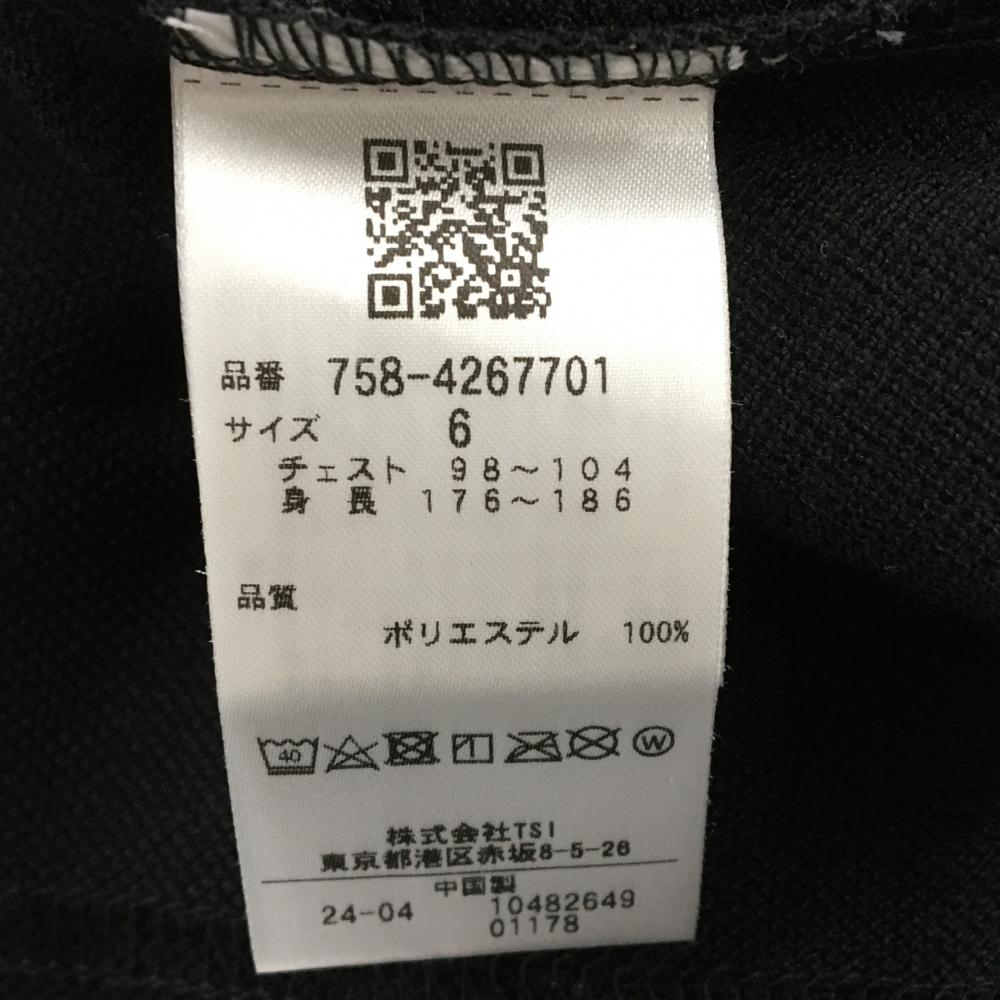 品番 758-4267701
サイズ 6
チェスト 98～104
身長 176～186
品質
ポリエステル 100%
40
W
株式会社TSI
東京都港区赤坂8-5-26
中国製
24-04 10482649
01178